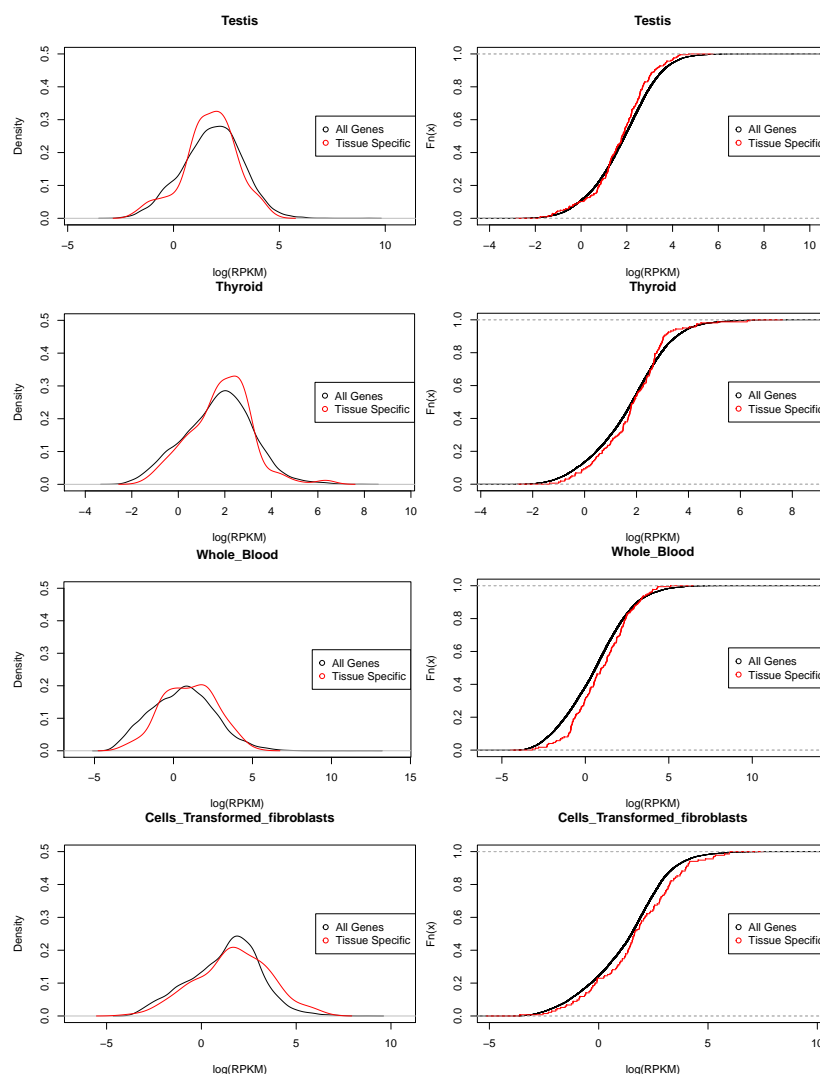 Testis
Density
0.0 0.1 0.2 0.3 0.4 0.5
All Genes
Tissue Specific
−5 0 5 10
log(RPKM)
Testis
Fn(x)
0.0 0.2 0.4 0.6 0.8 1.0
All Genes
Tissue Specific
−4 −2 0 2 4 6 8 10
log(RPKM)
Thyroid
Density
0.0 0.1 0.2 0.3 0.4 0.5
All Genes
Tissue Specific
−4 −2 0 2 4 6 8 10
log(RPKM)
Thyroid
Fn(x)
0.0 0.2 0.4 0.6 0.8 1.0
All Genes
Tissue Specific
−4 −2 0 2 4 6 8
log(RPKM)
Whole_Blood
Density
0.0 0.1 0.2 0.3 0.4 0.5
All Genes
Tissue Specific
−5 0 5 10 15
log(RPKM)
Whole_Blood
Fn(x)
0.0 0.2 0.4 0.6 0.8 1.0
All Genes
Tissue Specific
−5 0 5 10
log(RPKM)
Cells_Transformed_fibroblasts
Density
0.0 0.1 0.2 0.3 0.4 0.5
All Genes
Tissue Specific
−5 0 5 10
log(RPKM)
Cells_Transformed_fibroblasts
Fn(x)
0.0 0.2 0.4 0.6 0.8 1.0
All Genes
Tissue Specific
−5 0 5 10
log(RPKM)